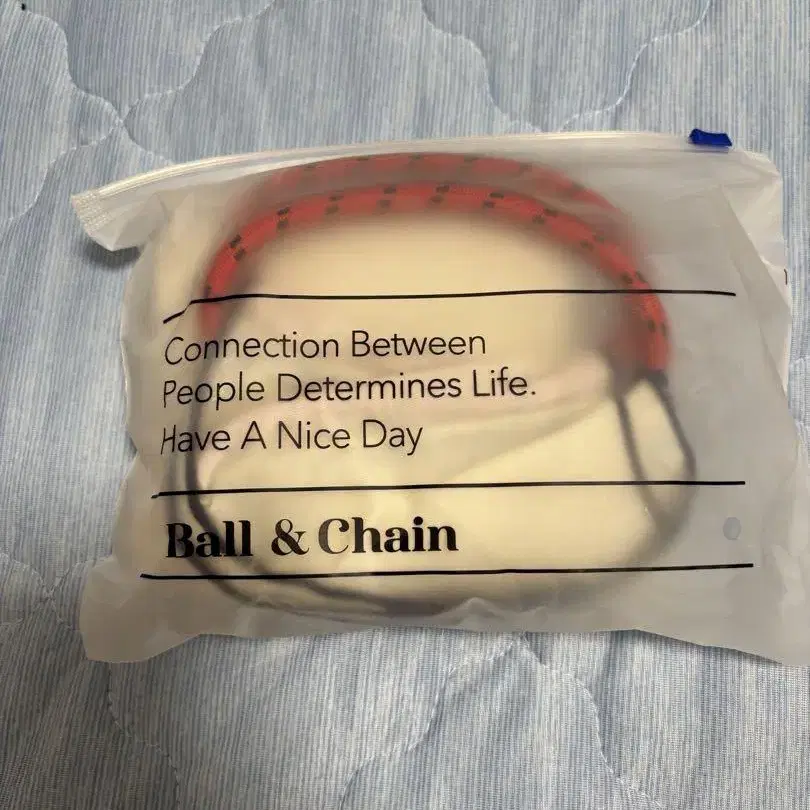 Connection Between
People Determines Life.
Have A Nice Day
Ball & Chain